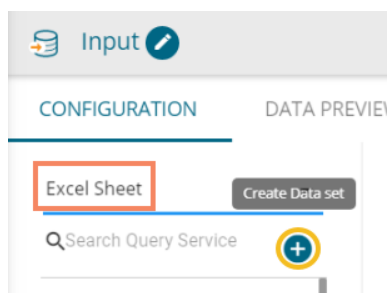 Input
CONFIGURATION DATA PREVIEW
Excel Sheet
Create Data set
Search Query Service